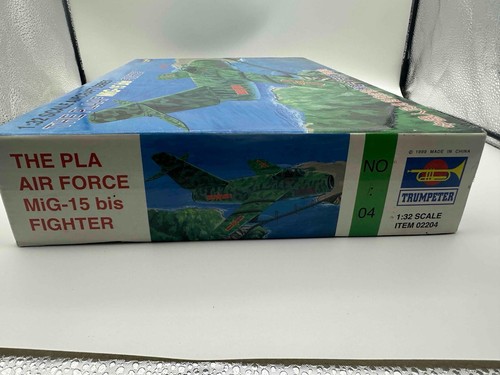 THE PLA
AIR FORCE
MiG-15 bis
FIGHTER
NO
04
© 1999 MADE IN CHINA
TRUMPETER
1:32 SCALE
ITEM 02204